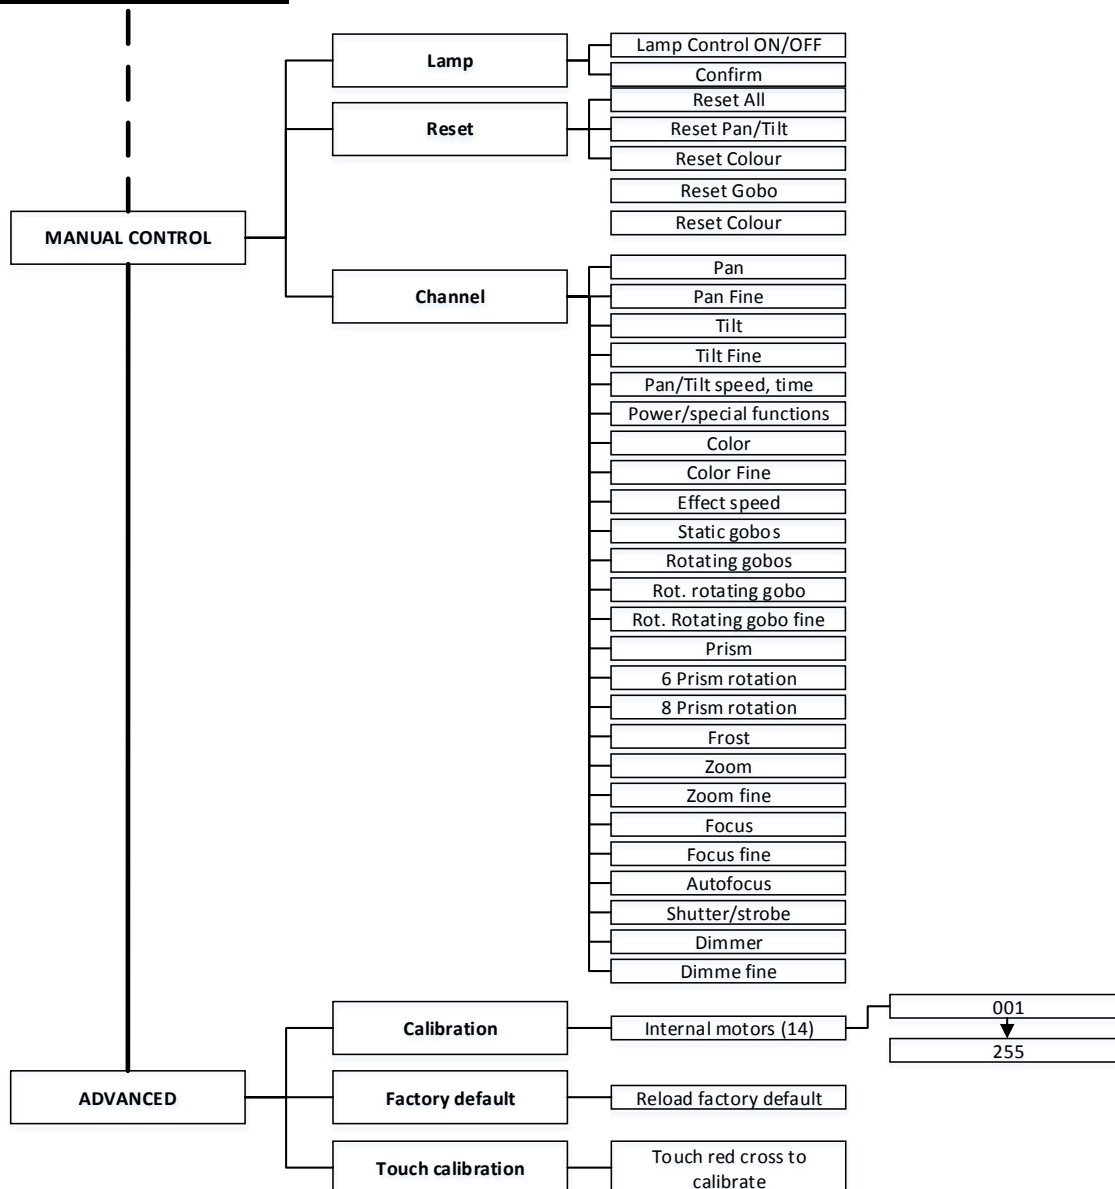 Lamp
Lamp Control ON/OFF
Confirm
Reset
Reset All
Reset Pan/Tilt
Reset Colour
Reset Gobo
Reset Colour
MANUAL CONTROL
Channel
Pan
Pan Fine
Tilt
Tilt Fine
Pan/Tilt speed, time
Power/special functions
Color
Color Fine
Effect speed
Static gobos
Rotating gobos
Rot. rotating gobo
Rot. Rotating gobo fine
Prism
6 Prism rotation
8 Prism rotation
Frost
Zoom
Zoom fine
Focus
Focus fine
Autofocus
Shutter/strobe
Dimmer
Dimme fine
Calibration
Internal motors (14)
001
255
ADVANCED
Factory default
Reload factory default
Touch calibration
Touch red cross to
calibrate